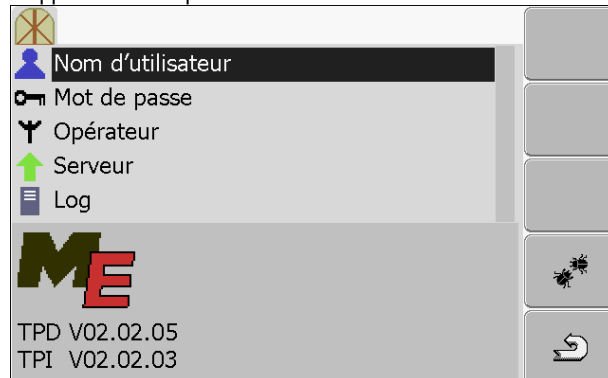 Nom d'utilisateur
Mot de passe
Opérateur
Serveur
Log
ME
TPD V02.02.05
TPI V02.02.03